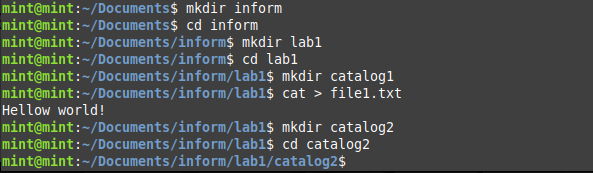 mint@mint:~/Documents$ mkdir inform
mint@mint:~/Documents$ cd inform
mint@mint:~/Documents/inform$ mkdir lab1
mint@mint:~/Documents/inform$ cd lab1
mint@mint:~/Documents/inform/lab1$ mkdir catalog1
mint@mint:~/Documents/inform/lab1$ cat > file1.txt
Hellow world!
mint@mint:~/Documents/inform/lab1$ mkdir catalog2
mint@mint:~/Documents/inform/lab1$ cd catalog2
mint@mint:~/Documents/inform/lab1/catalog2$